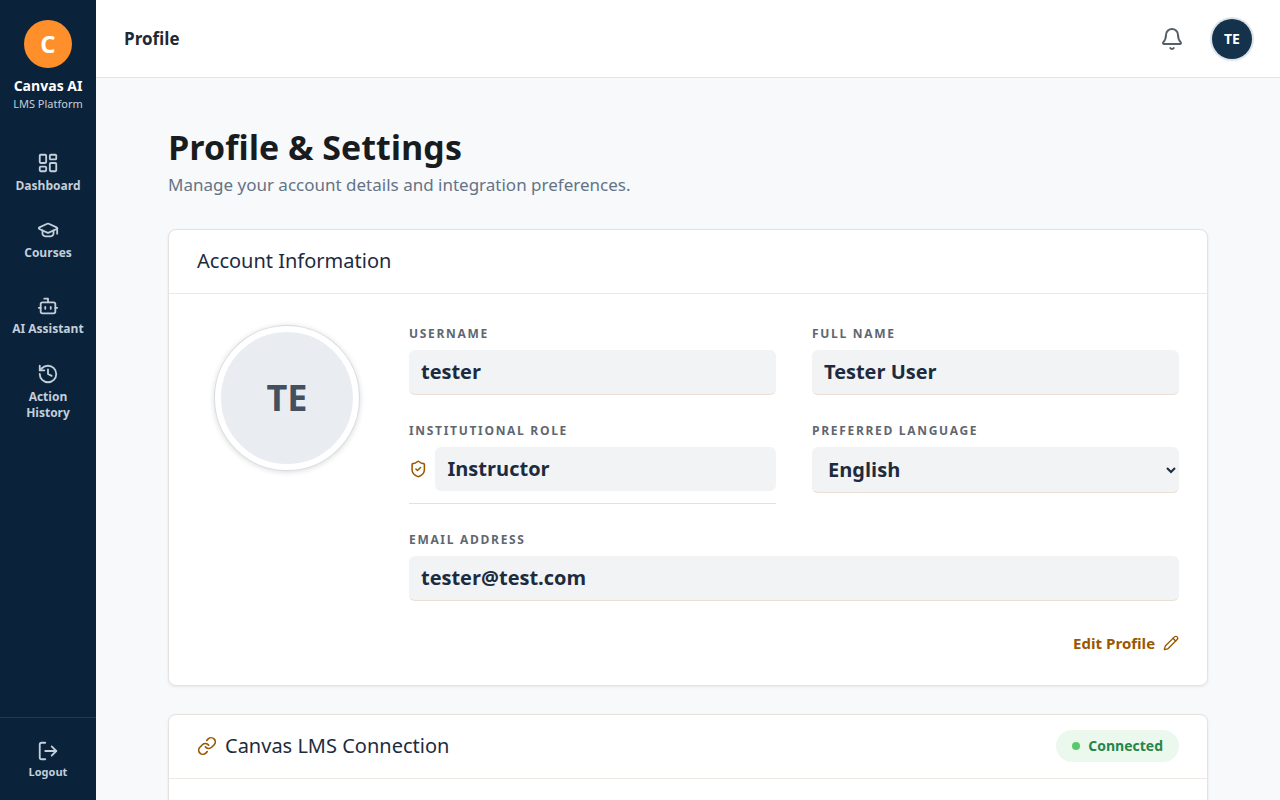 C
Canvas AI
LMS Platform
Dashboard
Courses
AI Assistant
Action
History
Logout
Profile
TE
Profile & Settings
Manage your account details and integration preferences.
Account Information
TE
USERNAME
tester
FULL NAME
Tester User
INSTITUTIONAL ROLE
Instructor
PREFERRED LANGUAGE
English
EMAIL ADDRESS
tester@test.com
Edit Profile
Canvas LMS Connection
Connected